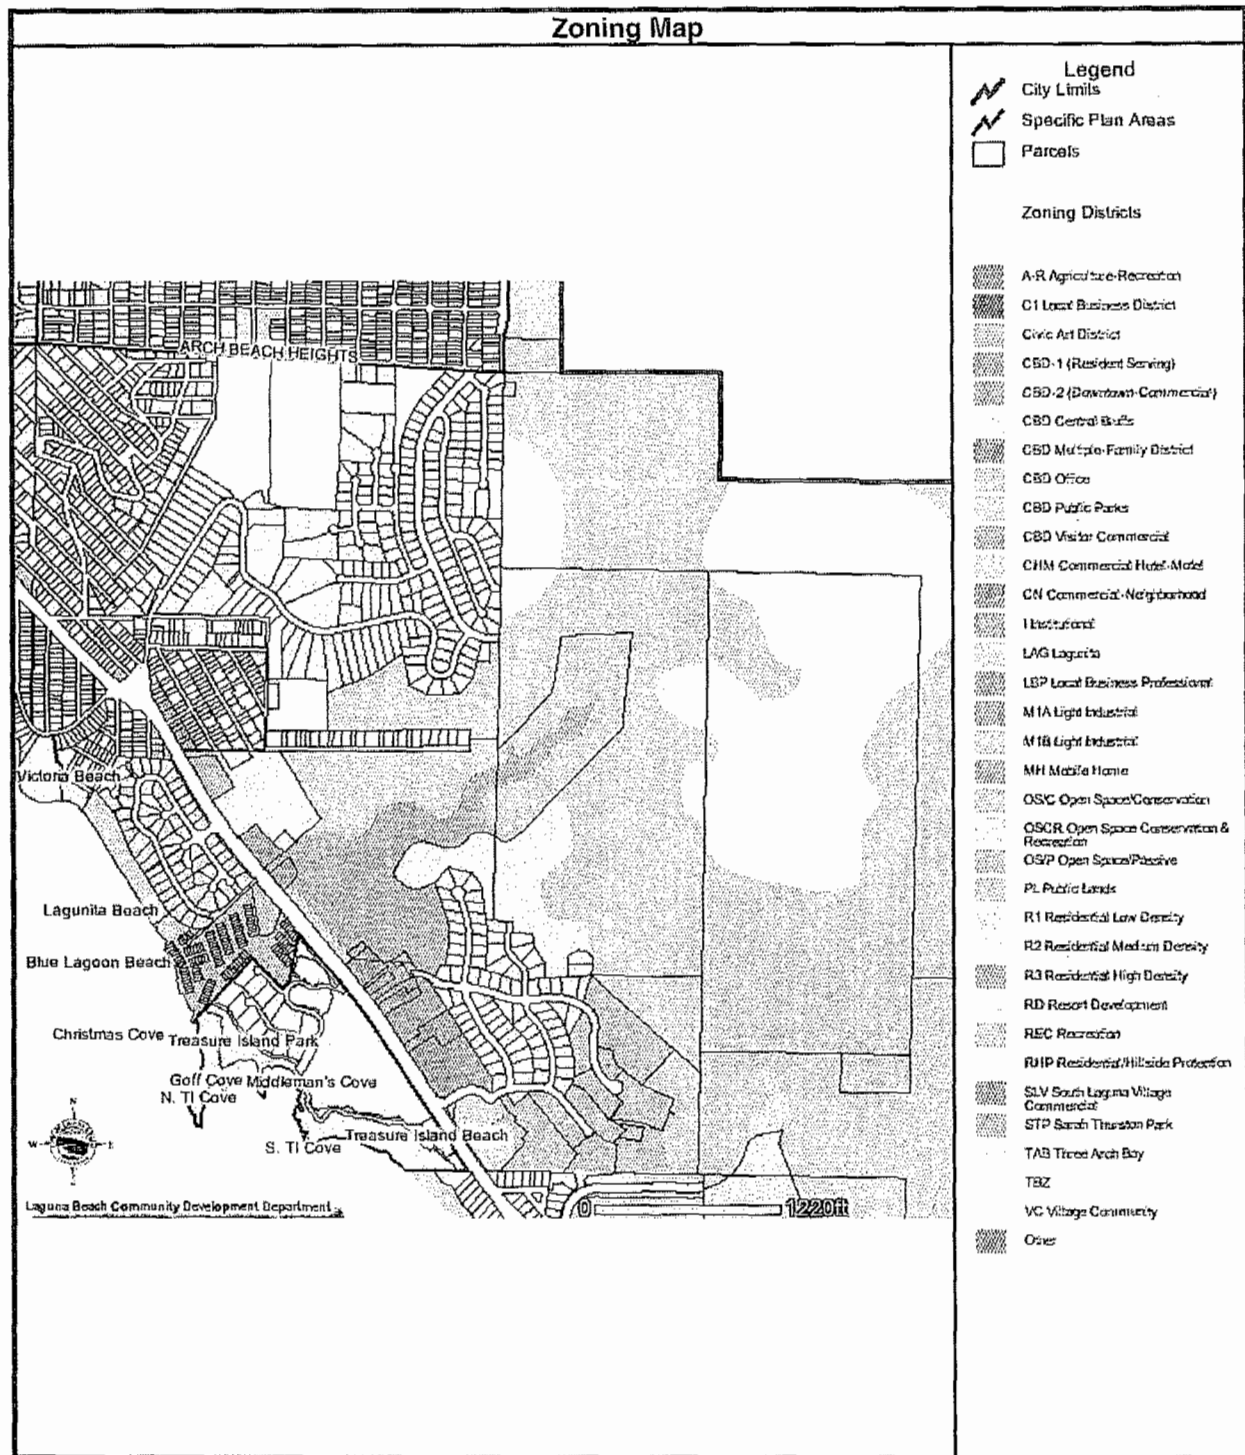 Zoning Map
Legend
City Limits
Specific Plan Areas
Parcels
Zoning Districts
A-R Agriculture-Recreation
C1 Local Business District
Civic Art District
CBD-1 (Resident Serving)
CBD-2 (Downtown-Commercial)
CBD Central Bluffs
CBD Multiple-Family District
CBD Office
CBD Public Parks
CBD Visitor Commercial
CHM Commercial Hotel-Motel
CN Commercial-Neighborhood
I Institutional
LAG Lagunita
LBP Local Business Professional
M1A Light Industrial
M1B Light Industrial
MH Mobile Home
OS/C Open Space/Conservation
OSCR Open Space Conservation &
Recreation
OS/P Open Space/Passive
PL Public Lands
R1 Residential Low Density
R2 Residential Medium Density
R3 Residential High Density
RD Resort Development
REC Recreation
RHP Residential/Hillside Protection
SLV South Laguna Village
Commercial
STP Sarah Thurston Park
TAB Three Arch Bay
TBZ
VC Village Community
Other
ARCH BEACH HEIGHTS
Victoria Beach
Lagunita Beach
Blue Lagoon Beach
Christmas Cove
Treasure Island Park
Goff Cove
Middleman's Cove
N. TI Cove
Treasure Island Beach
S. TI Cove
N
W
E
S
Laguna Beach Community Development Department
0
1220ft